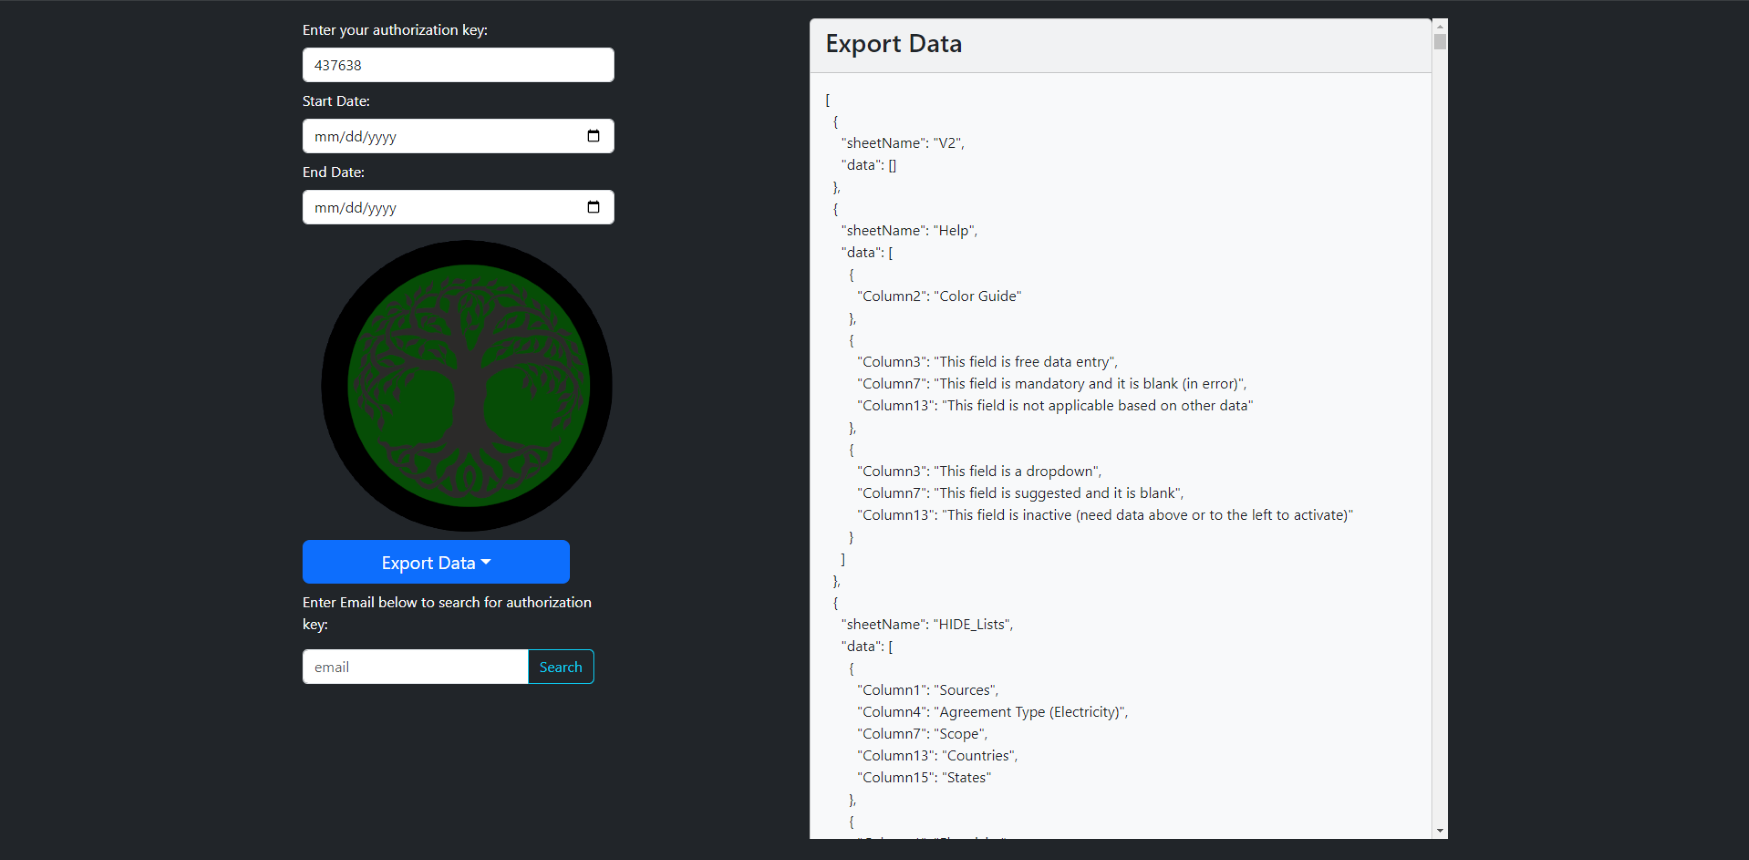 Enter your authorization key:
437638
Start Date:
mm/dd/yyyy
End Date:
mm/dd/yyyy
Export Data
Enter Email below to search for authorization
key:
email
Search
Export Data
[
{
"sheetName": "V2",
"data": []
},
{
"sheetName": "Help",
"data": [
{
"Column2": "Color Guide"
},
{
"Column3": "This field is free data entry",
"Column7": "This field is mandatory and it is blank (in error)",
"Column13": "This field is not applicable based on other data"
},
{
"Column3": "This field is a dropdown",
"Column7": "This field is suggested and it is blank",
"Column13": "This field is inactive (need data above or to the left to activate)"
}
]
},
{
"sheetName": "HIDE_Lists",
"data": [
{
"Column1": "Sources",
"Column4": "Agreement Type (Electricity)",
"Column7": "Scope",
"Column13": "Countries",
"Column15": "States"
},
{